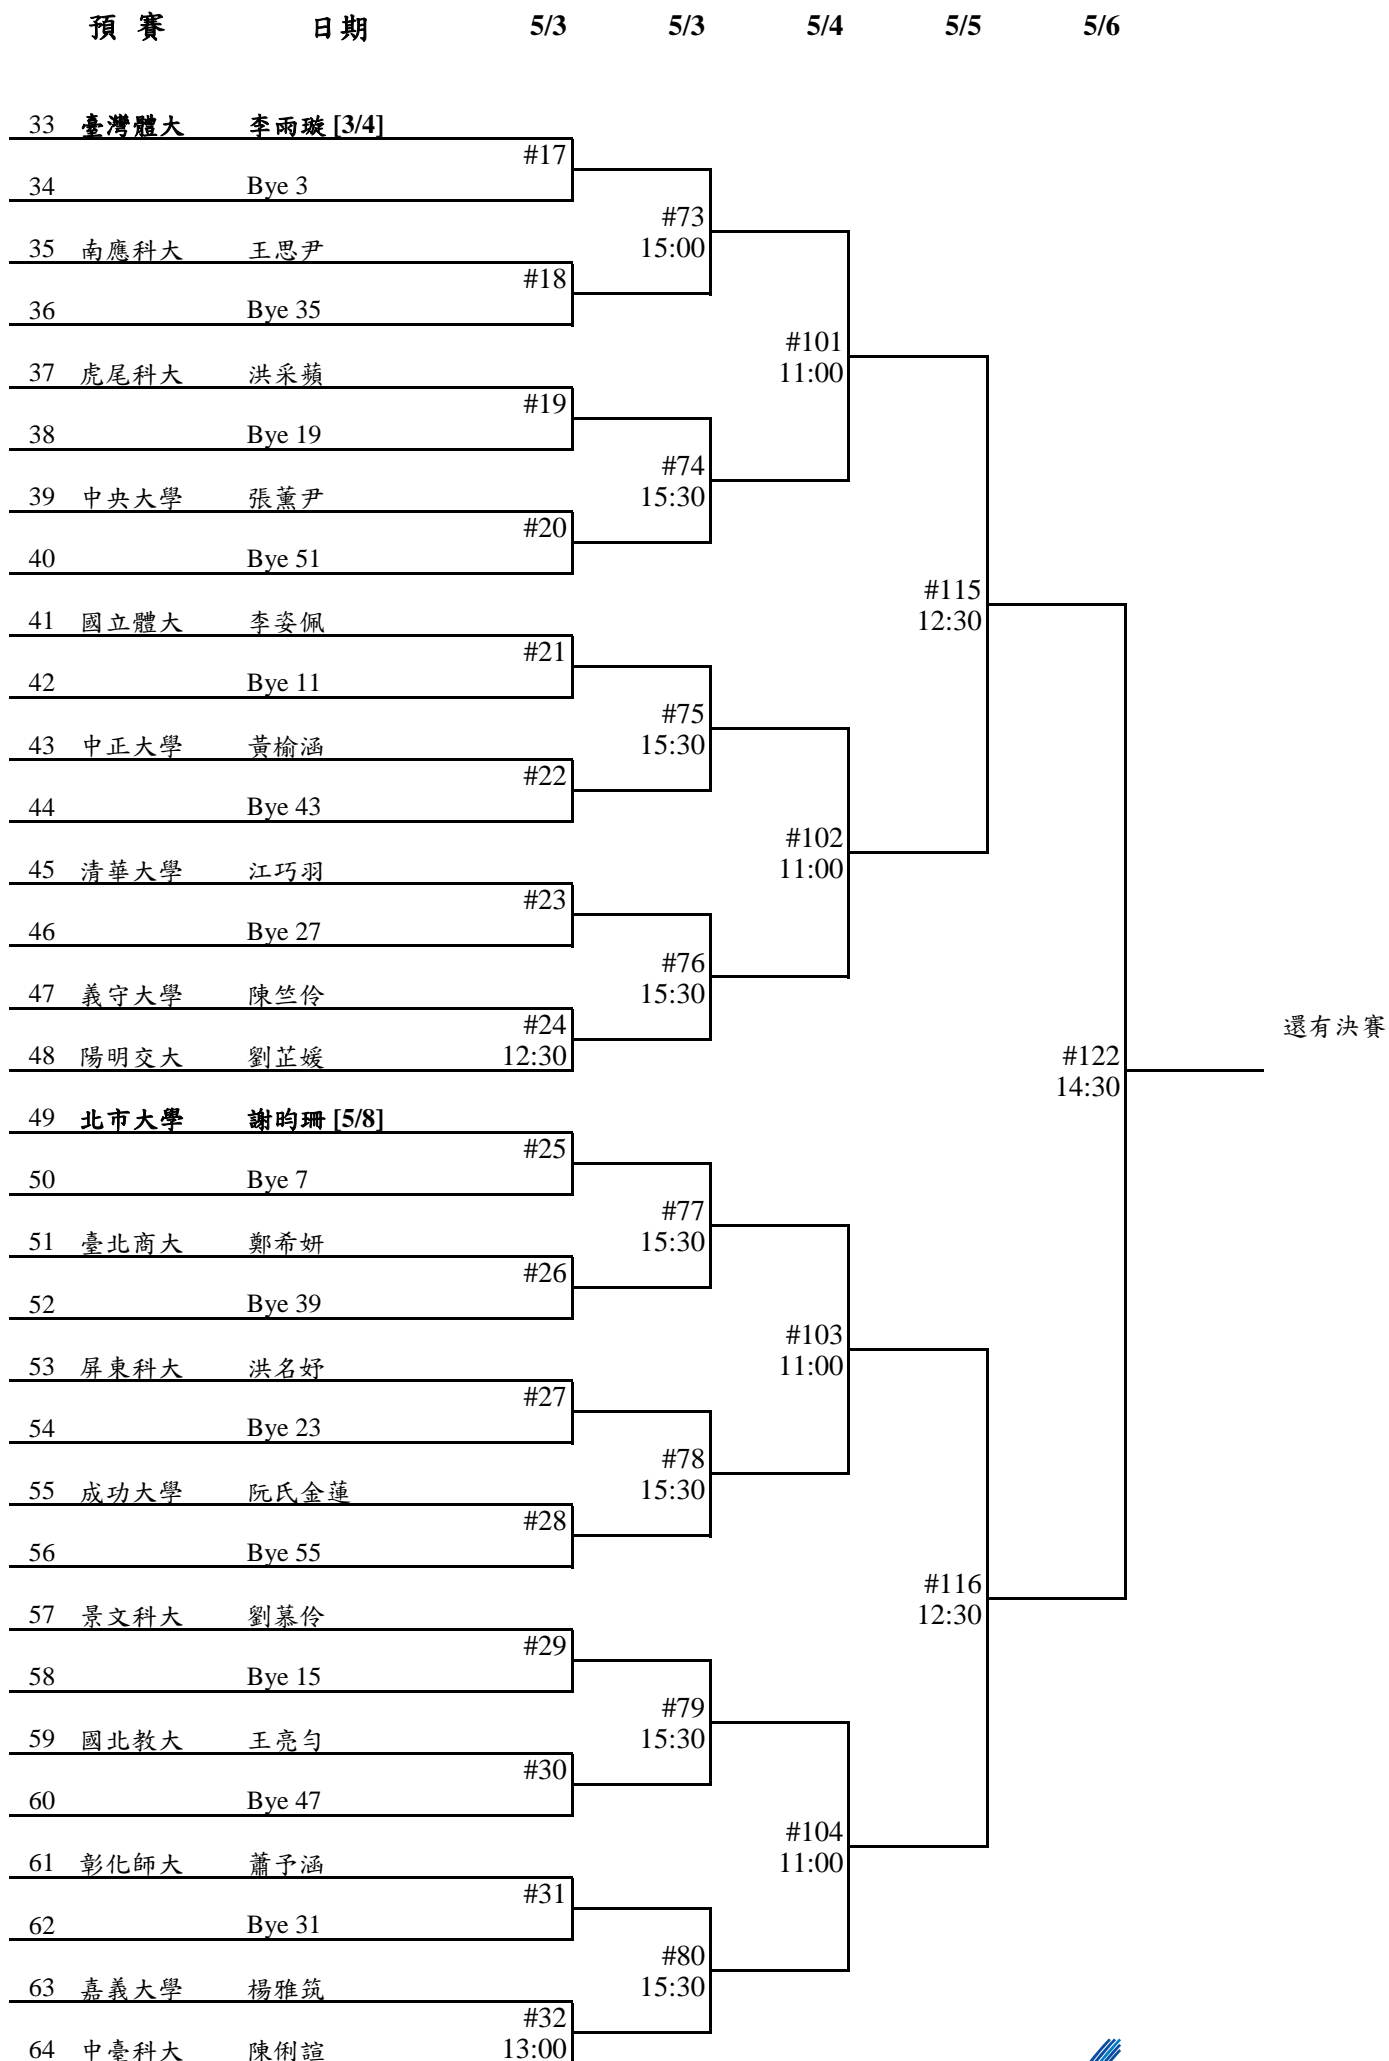 預 賽 日期 5/3 5/3 5/4 5/5 5/6
33 臺灣體大 李雨璇 [3/4]
#17
34 Bye 3
#73
35 南應科大 王思尹 15:00
#18
36 Bye 35
#101
37 虎尾科大 洪采蘋 11:00
#19
38 Bye 19
#74
39 中央大學 張薰尹 15:30
#20
40 Bye 51
#115
41 國立體大 李姿佩 12:30
#21
42 Bye 11
#75
43 中正大學 黃榆涵 15:30
#22
44 Bye 43
#102
45 清華大學 江巧羽 11:00
#23
46 Bye 27
#76
47 義守大學 陳竺伶 15:30
#24 還有決賽
48 陽明交大 劉芷媛 12:30 #122
14:30
49 北市大學 謝昀珊 [5/8]
#25
50 Bye 7
#77
51 臺北商大 鄭希妍 15:30
#26
52 Bye 39
#103
53 屏東科大 洪名妤 11:00
#27
54 Bye 23
#78
55 成功大學 阮氏金蓮 15:30
#28
56 Bye 55
#116
57 景文科大 劉慕伶 12:30
#29
58 Bye 15
#79
59 國北教大 王亮勻 15:30
#30
60 Bye 47
#104
61 彰化師大 蕭予涵 11:00
#31
62 Bye 31
#80
63 嘉義大學 楊雅筑 15:30
#32
64 中臺科大 陳俐諠 13:00